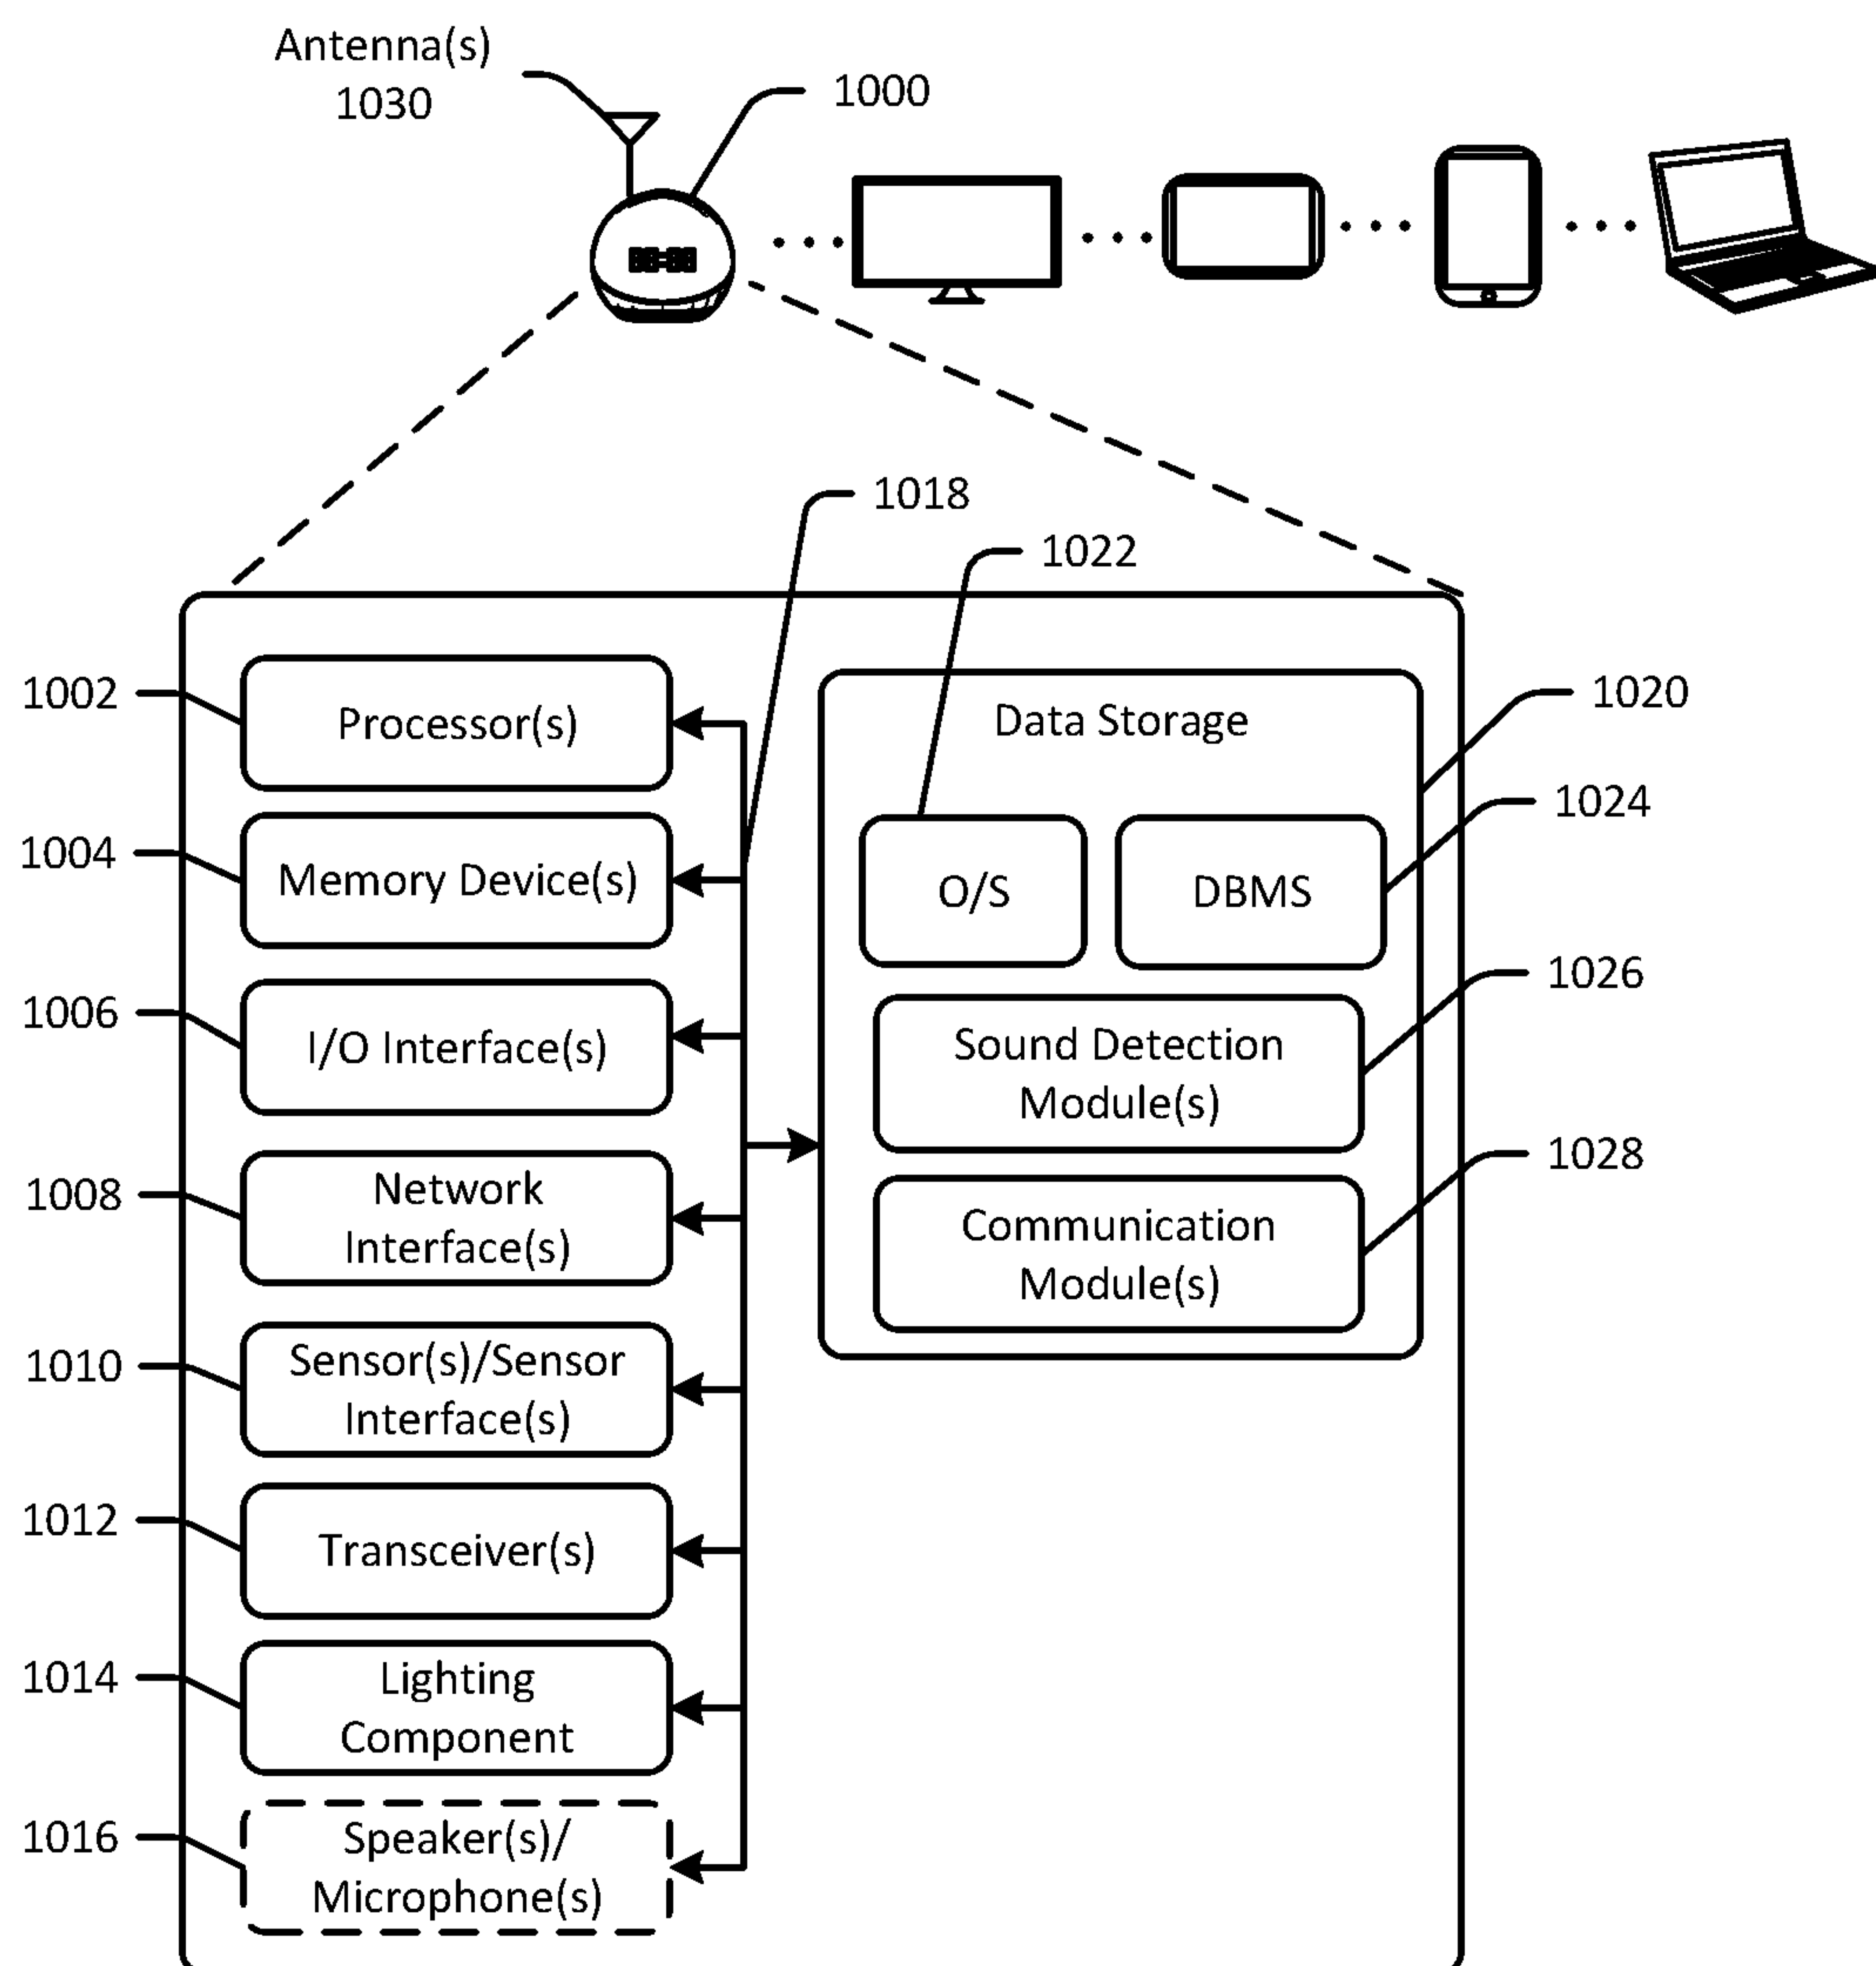 Antenna(s)
1030
1000
1018
1022
1002
Processor(s)
Data Storage
1020
1004
Memory Device(s)
O/S
DBMS
1024
1006
I/O Interface(s)
Sound Detection
Module(s)
1026
1008
Network
Interface(s)
Communication
Module(s)
1028
1010
Sensor(s)/Sensor
Interface(s)
1012
Transceiver(s)
1014
Lighting
Component
1016
Speaker(s)/
Microphone(s)